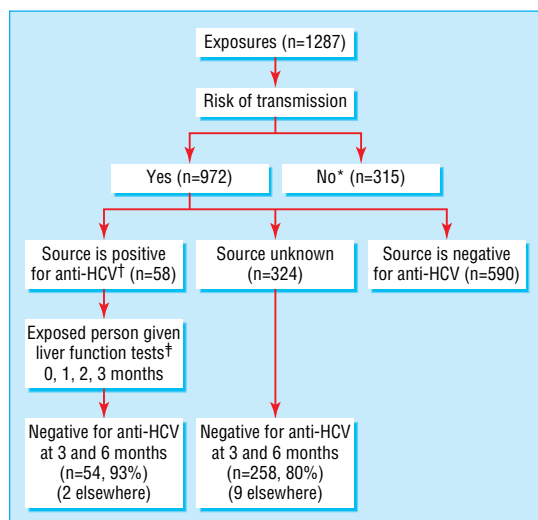 Exposures (n=1287)
Risk of transmission
Yes (n=972)
No* (n=315)
Source is positive
for anti-HCV† (n=58)
Source unknown
(n=324)
Source is negative
for anti-HCV (n=590)
Exposed person given
liver function tests‡
0, 1, 2, 3 months
Negative for anti-HCV
at 3 and 6 months
(n=54, 93%)
(2 elsewhere)
Negative for anti-HCV
at 3 and 6 months
(n=258, 80%)
(9 elsewhere)